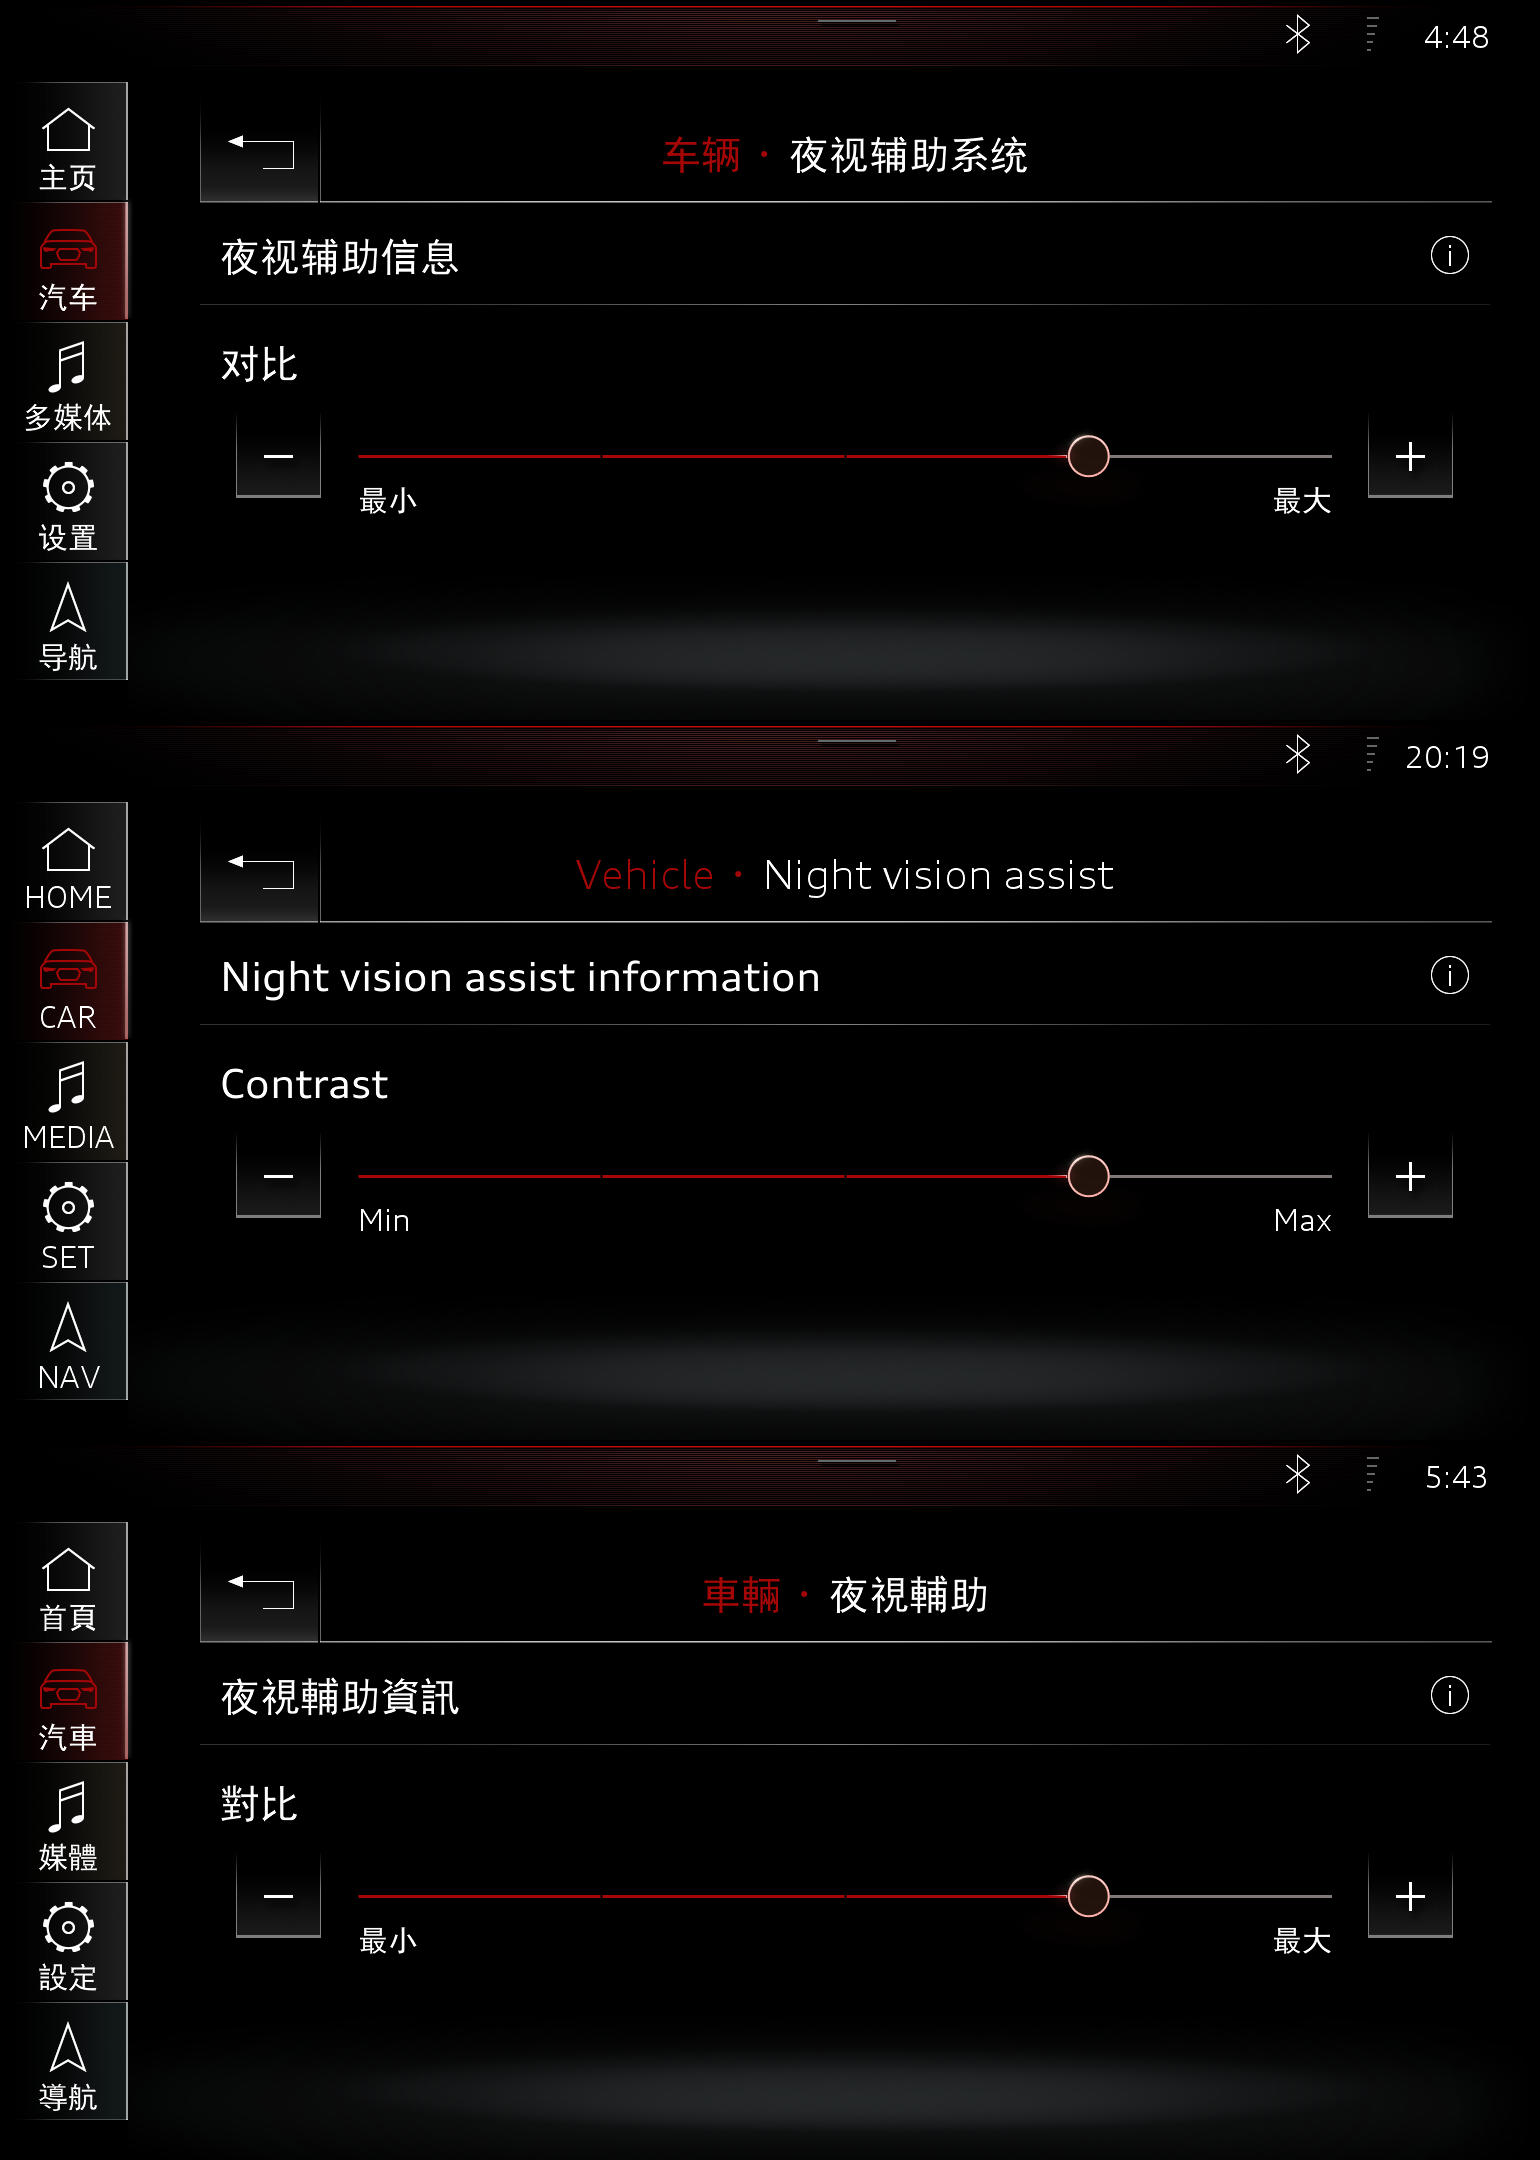 4:48
主页
车辆 · 夜视辅助系统
夜视辅助信息
汽车
对比
多媒体
最小
最大
设置
导航
20:19
HOME
Vehicle · Night vision assist
Night vision assist information
CAR
Contrast
MEDIA
Min
Max
SET
NAV
5:43
首頁
車輛 · 夜視輔助
夜視輔助資訊
汽車
對比
媒體
最小
最大
設定
導航